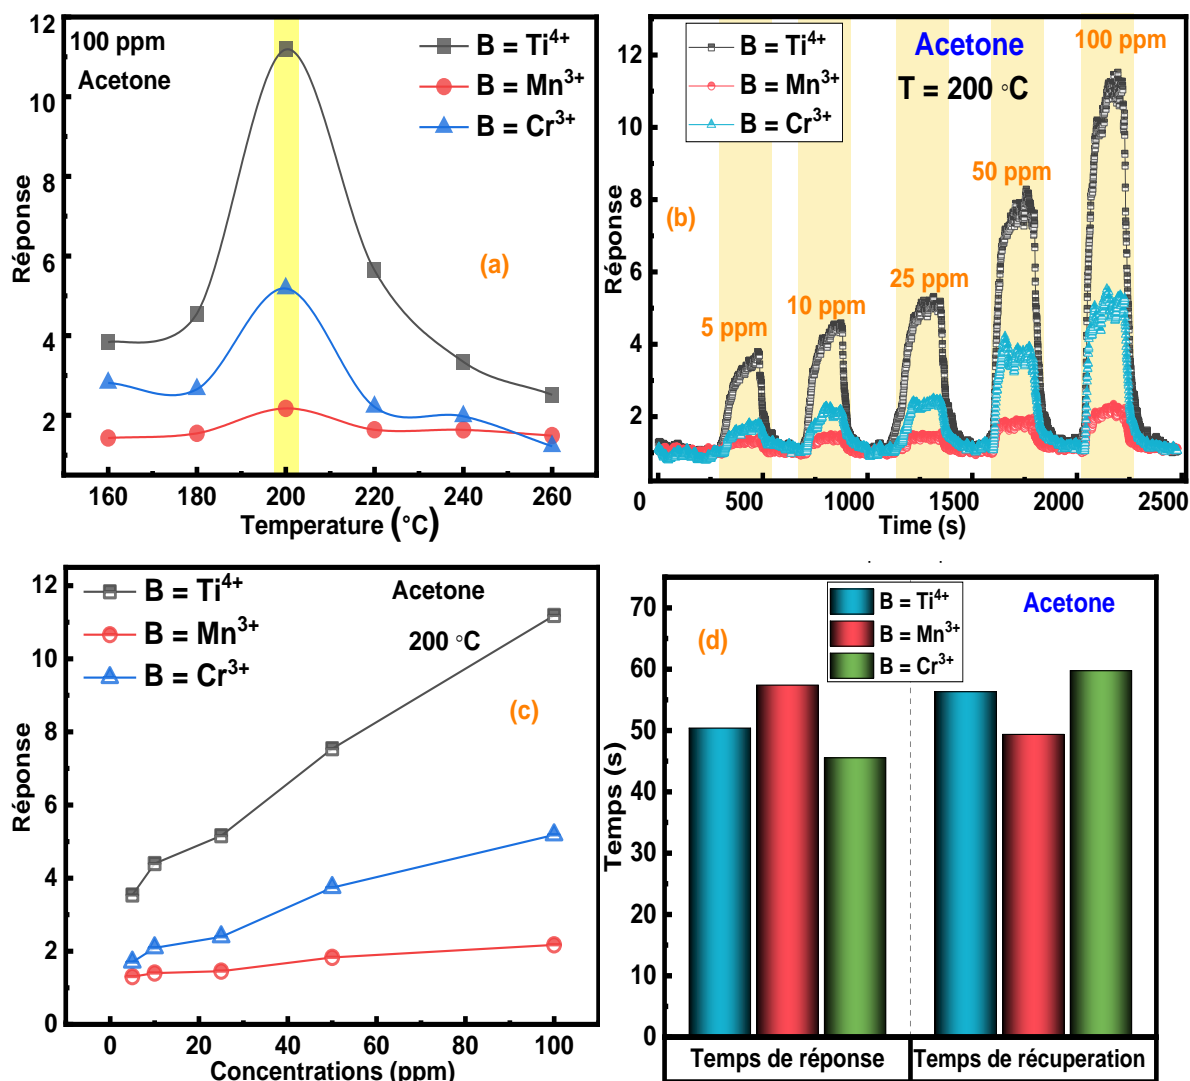 100 ppm
Acetone
B = Ti⁴⁺
B = Mn³⁺
B = Cr³⁺
(a)
Réponse
12
10
8
6
4
2
160 180 200 220 240 260
Temperature (°C)
B = Ti⁴⁺
B = Mn³⁺
B = Cr³⁺
Acetone
T = 200 °C
100 ppm
50 ppm
25 ppm
10 ppm
5 ppm
(b)
Réponse
12
10
8
6
4
2
0 500 1000 1500 2000 2500
Time (s)
B = Ti⁴⁺
B = Mn³⁺
B = Cr³⁺
Acetone
200 °C
(c)
Réponse
12
10
8
6
4
2
0
0 20 40 60 80 100
Concentrations (ppm)
B = Ti⁴⁺
B = Mn³⁺
B = Cr³⁺
Acetone
(d)
Temps (s)
70
60
50
40
30
20
10
0
Temps de réponse
Temps de récuperation